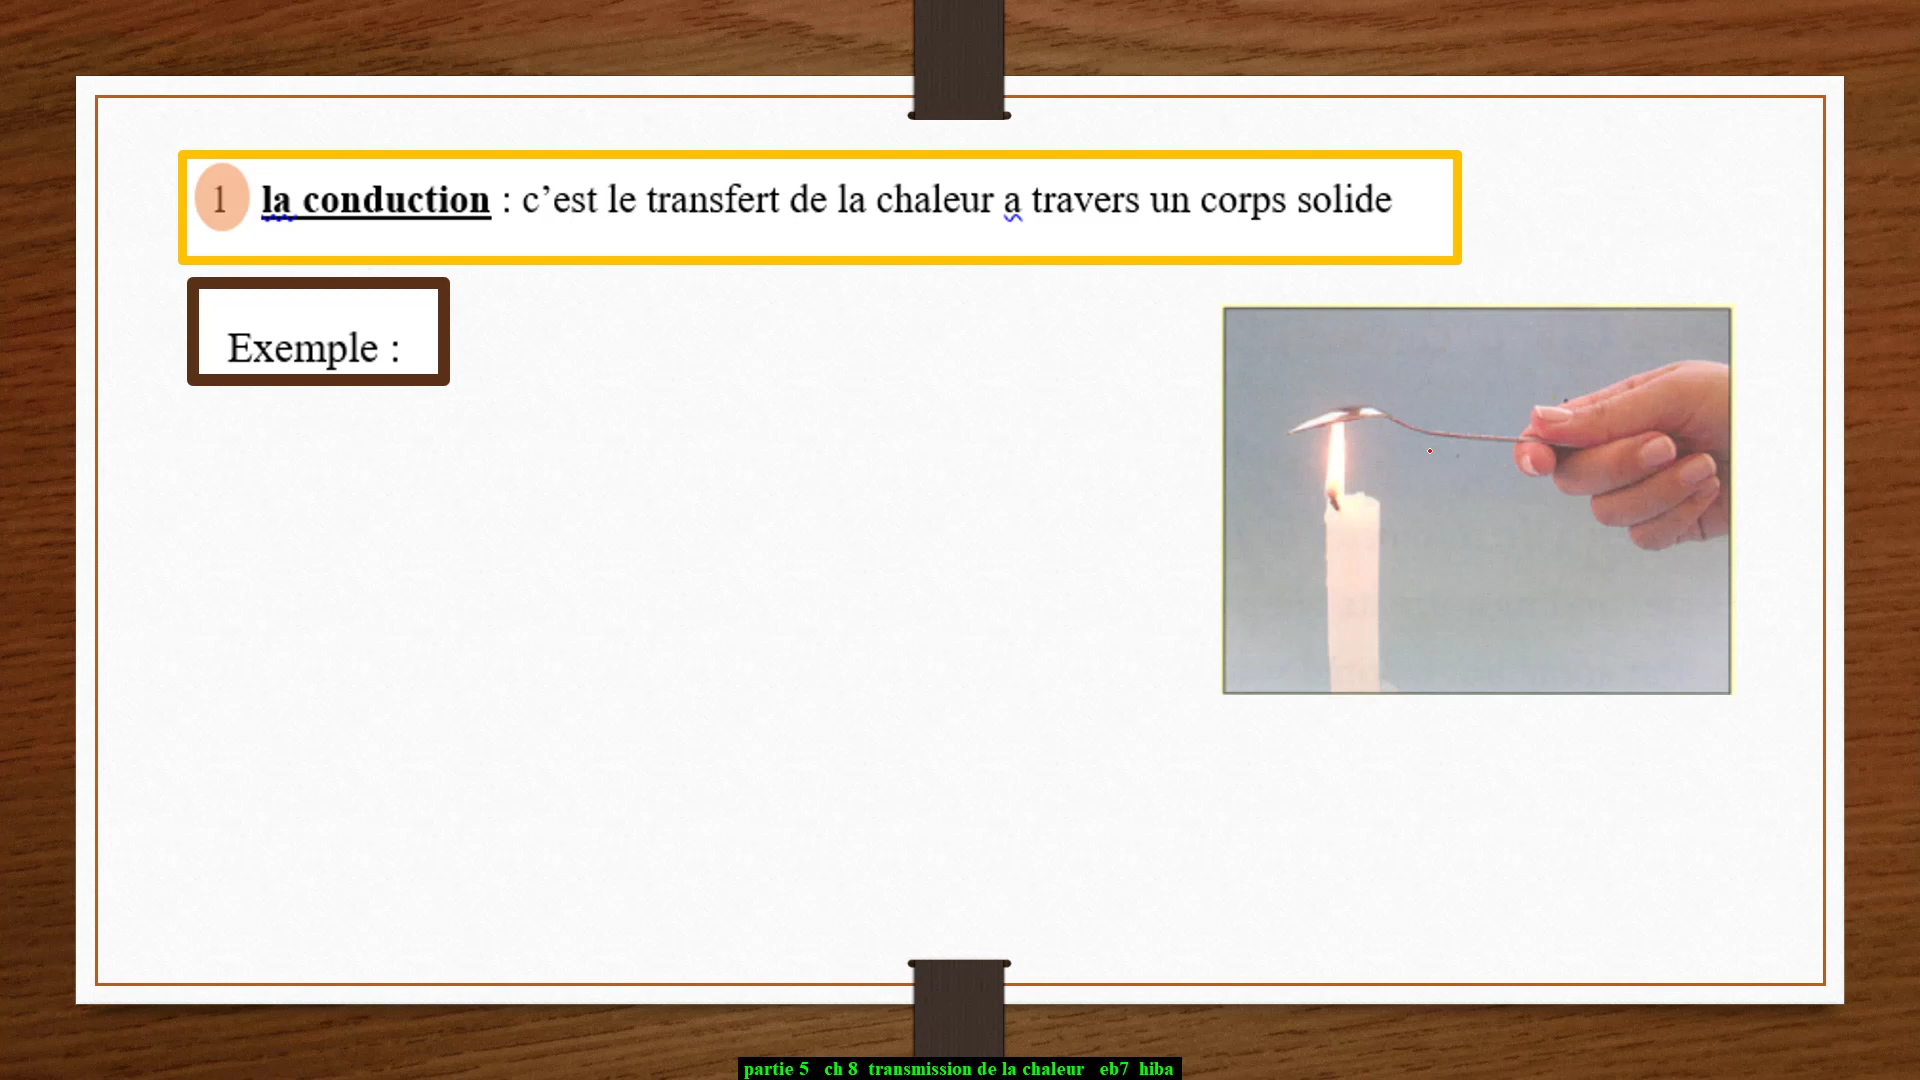 1 la conduction : c’est le transfert de la chaleur a travers un corps solide
Exemple :
partie 5 ch 8 transmission de la chaleur eb7 hiba